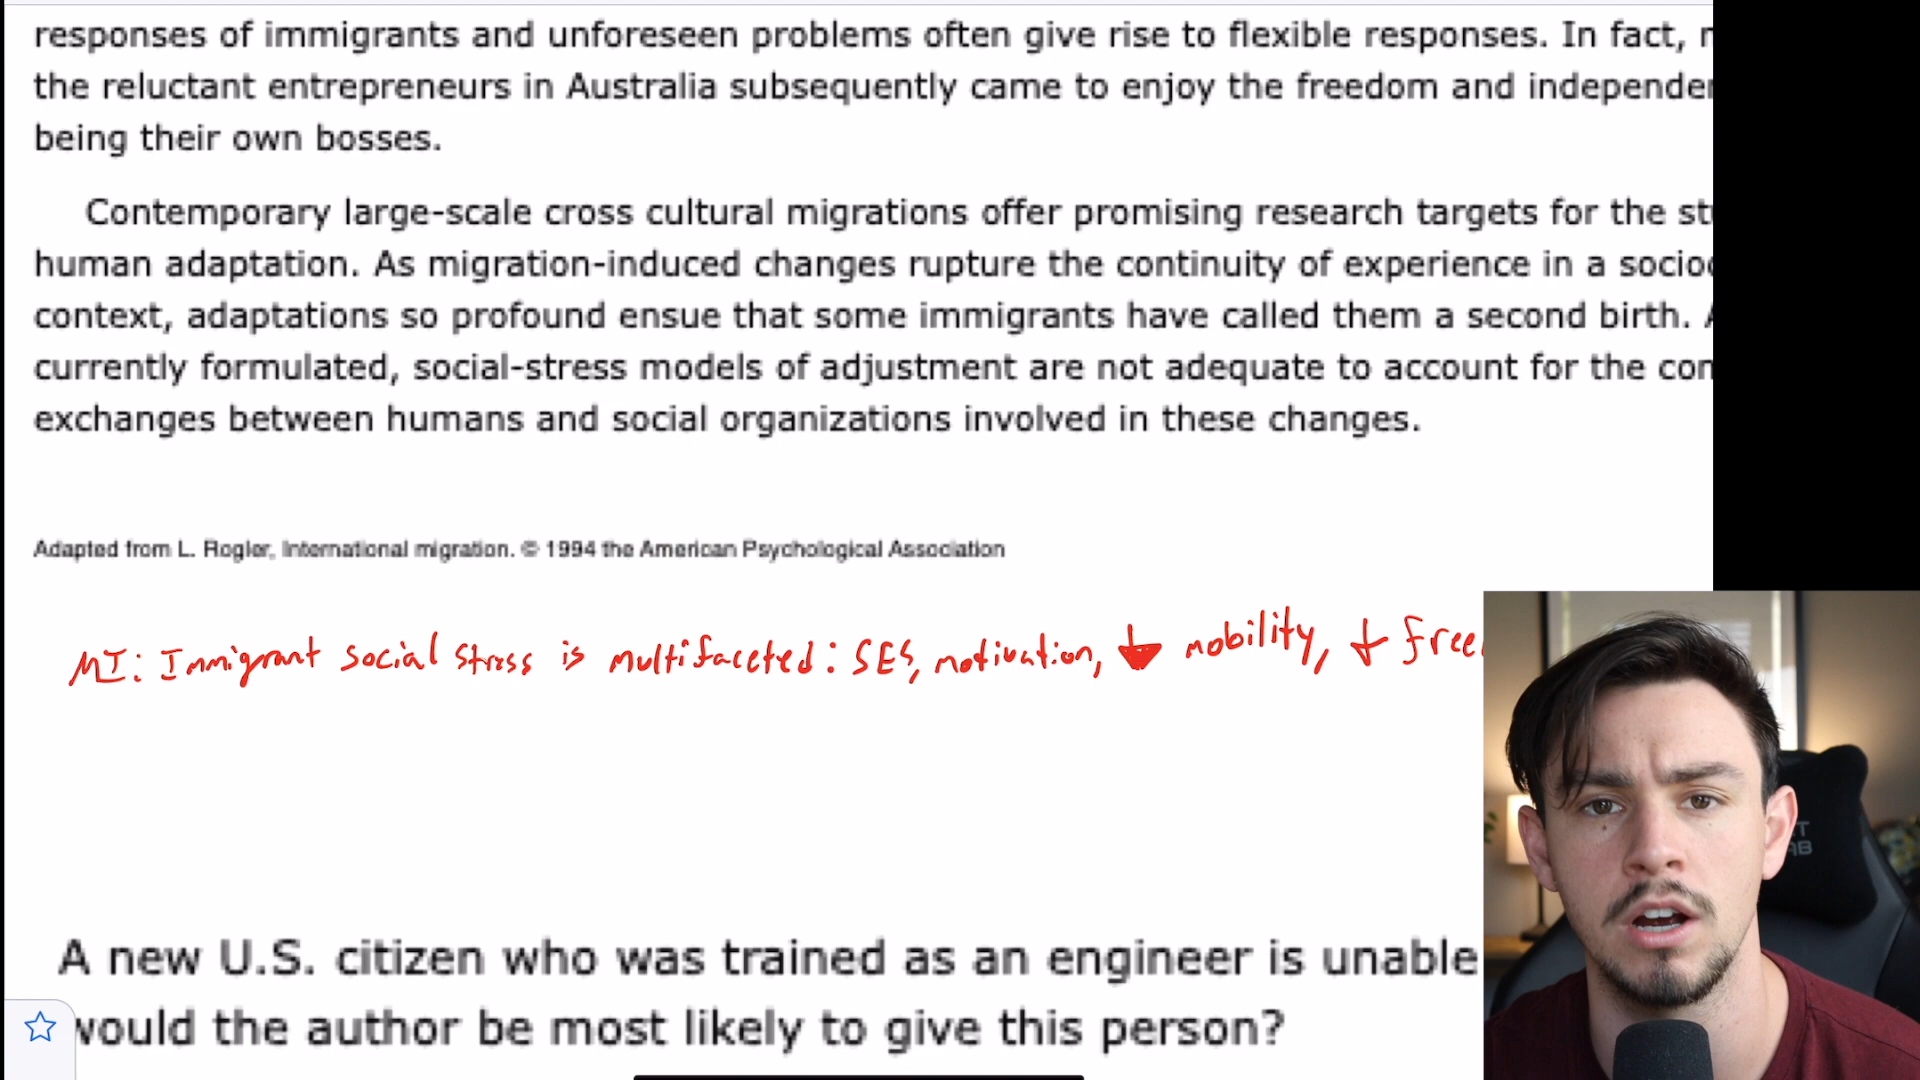 responses of immigrants and unforeseen problems often give rise to flexible responses. In fact,
the reluctant entrepreneurs in Australia subsequently came to enjoy the freedom and
being their own bosses.
Contemporary large-scale cross cultural migrations offer promising research targets for the
human adaptation. As migration-induced changes rupture the continuity of experience in a
context, adaptations so profound ensue that some immigrants have called them a second birth.
currently formulated, social-stress models of adjustment are not adequate to account for the
exchanges between humans and social organizations involved in these changes.
Adapted from L. Rogler, International migration. © 1994 the American Psychological Association
MI: Immigrant social stress is multifaceted: SES, motivation, ↓ mobility, ↓
A new U.S. citizen who was trained as an engineer is unable
would the author be most likely to give this person?